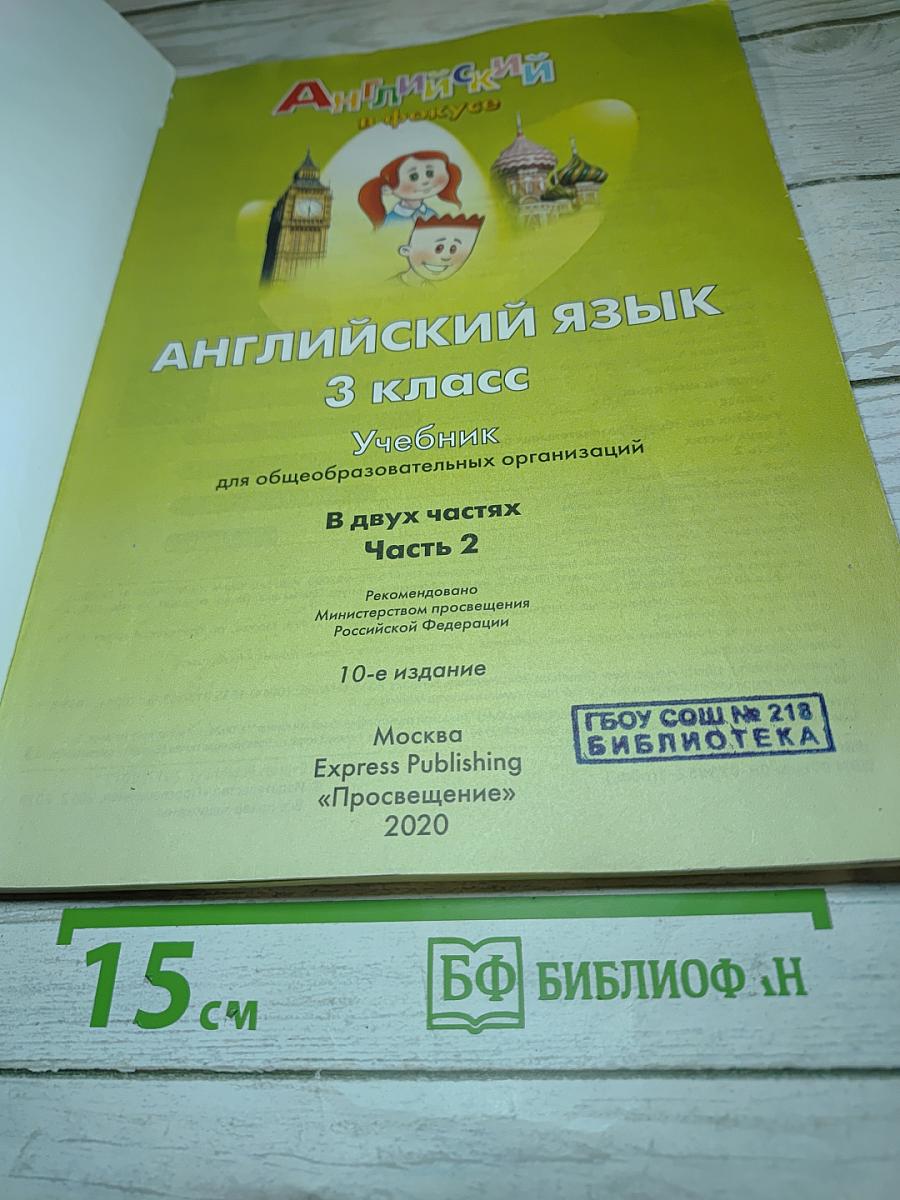 Английский
в фокусе
АНГЛИЙСКИЙ ЯЗЫК
3 класс
Учебник
для общеобразовательных организаций
В двух частях
Часть 2
Рекомендовано
Министерством просвещения
Российской Федерации
10-е издание
Москва
Express Publishing
«Просвещение»
2020
ГБОУ СОШ № 218
БИБЛИОТЕКА
15 см
БФ БИБЛИОФАН